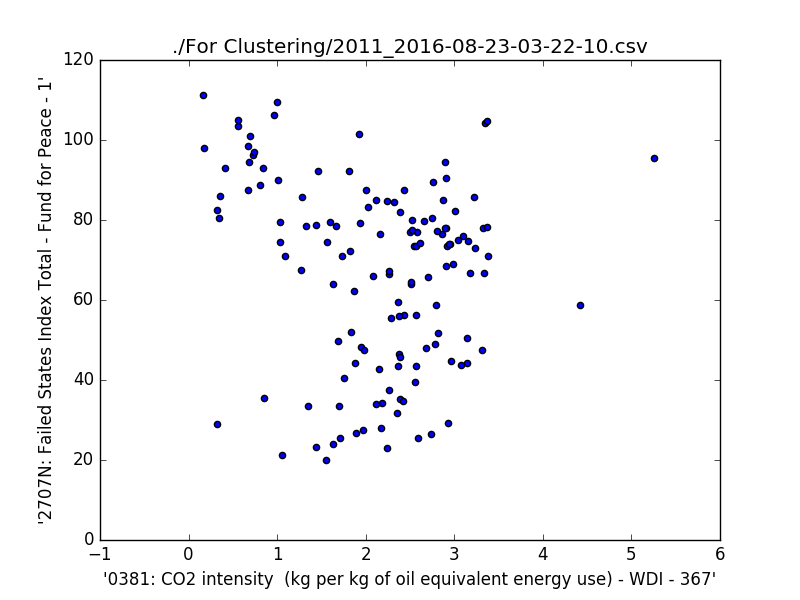 ./For Clustering/2011_2016-08-23-03-22-10.csv
120
100
80
60
40
20
0
'2707N: Failed States Index Total - Fund for Peace - 1'
−1 0 1 2 3 4 5 6
'0381: CO2 intensity  (kg per kg of oil equivalent energy use) - WDI - 367'